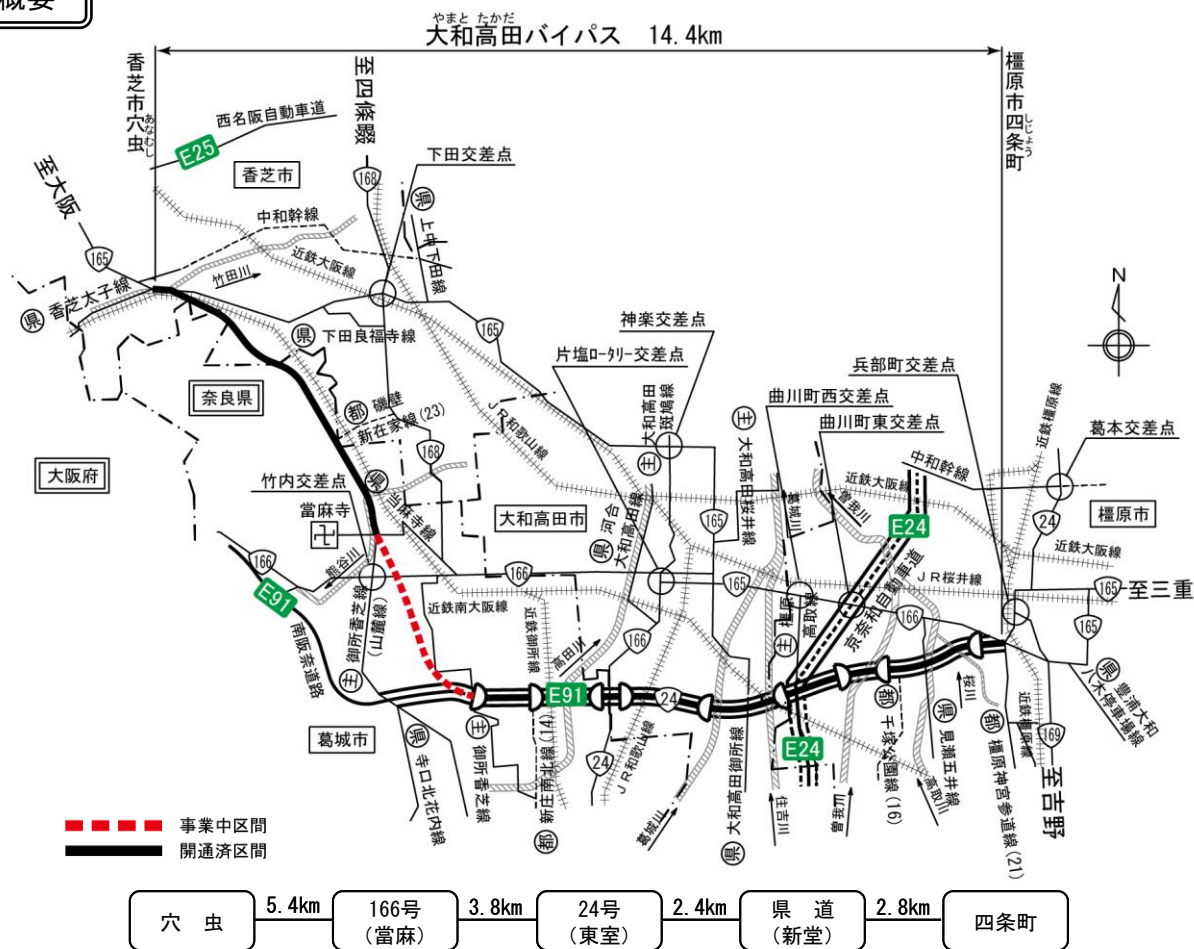 概要
やまと たかだ
大和高田バイパス 14.4km
香芝市穴虫
あなむし
橿原市四条町
しじょう
至四條畷
西名阪自動車道
E25
香芝市
168
下田交差点
至大阪
県 上中下田線
中和幹線
165
近鉄大阪線
竹田川
県 香芝太子線
N
県 下田良福寺線
165
神楽交差点
片塩ロータリー交差点
兵部町交差点
奈良県
曲川町西交差点
曲川町東交差点
都 磯壁
新在家線(23)
JR和歌山線
主 大和高田
斑鳩線
主 大和高田桜井線
近鉄橿原線
葛本交差点
168
中和幹線
大阪府
竹内交差点
県 当麻寺線
近鉄大阪線
葛城川
曽我川
當麻寺
卍
大和高田市
県 河合
大和高田線
165
E24
24
橿原市
近鉄大阪線
熊谷川
166
166
JR桜井線
165
至三重
E91
主 御所香芝線
(山麓線)
近鉄南大阪線
近鉄御所線
高田川
165
主 橿原
高取線
京奈和自動車道
166
165
南阪奈道路
166
県 豊浦大和
八木停車場線
E91
24
桜川
葛城市
県 寺口北花内線
主 御所香芝線
都 新庄南北線(14)
24
JR和歌山線
葛城川
県 大和高田御所線
E24
住吉川
曽我川
都 千塚公園線(16)
高取川
県 見瀬五井線
都 橿原神宮参道線(21)
近鉄橿原線
169
至吉野
事業中区間
開通済区間
穴 虫 5.4km 166号 3.8km 24号 2.4km 県 道 2.8km 四条町
(當麻) (東室) (新堂)